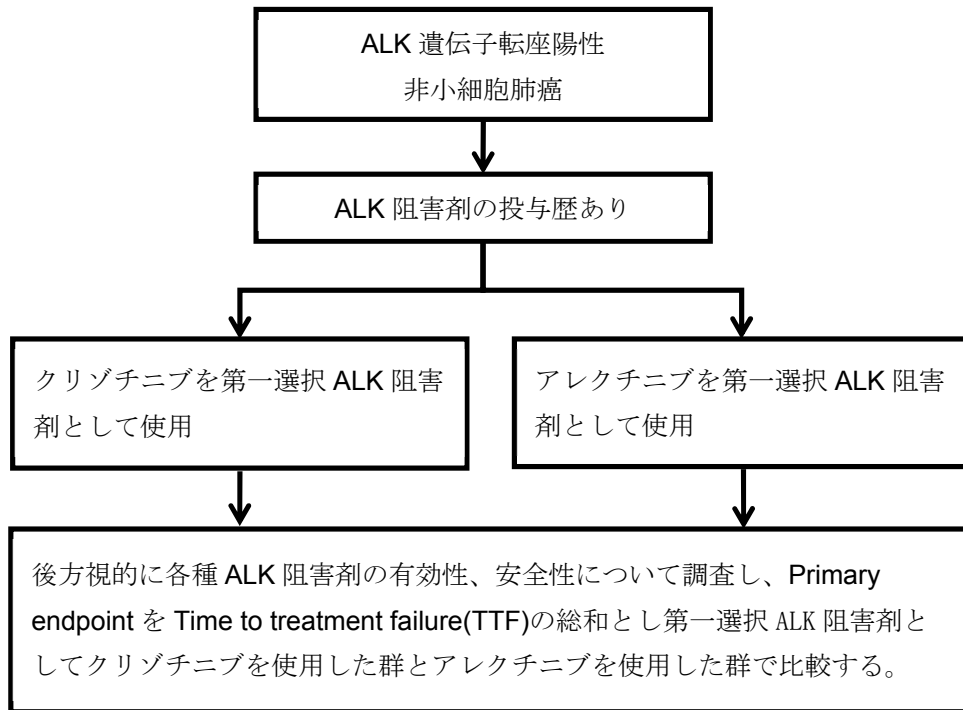 ALK 遺伝子転座陽性
非小細胞肺癌
ALK 阻害剤の投与歴あり
クリゾチニブを第一選択 ALK 阻害
剤として使用
アレクチニブを第一選択 ALK 阻害
剤として使用
後方視的に各種 ALK 阻害剤の有効性、安全性について調査し、Primary
endpoint を Time to treatment failure(TTF)の総和とし第一選択 ALK 阻害剤と
してクリゾチニブを使用した群とアレクチニブを使用した群で比較する。